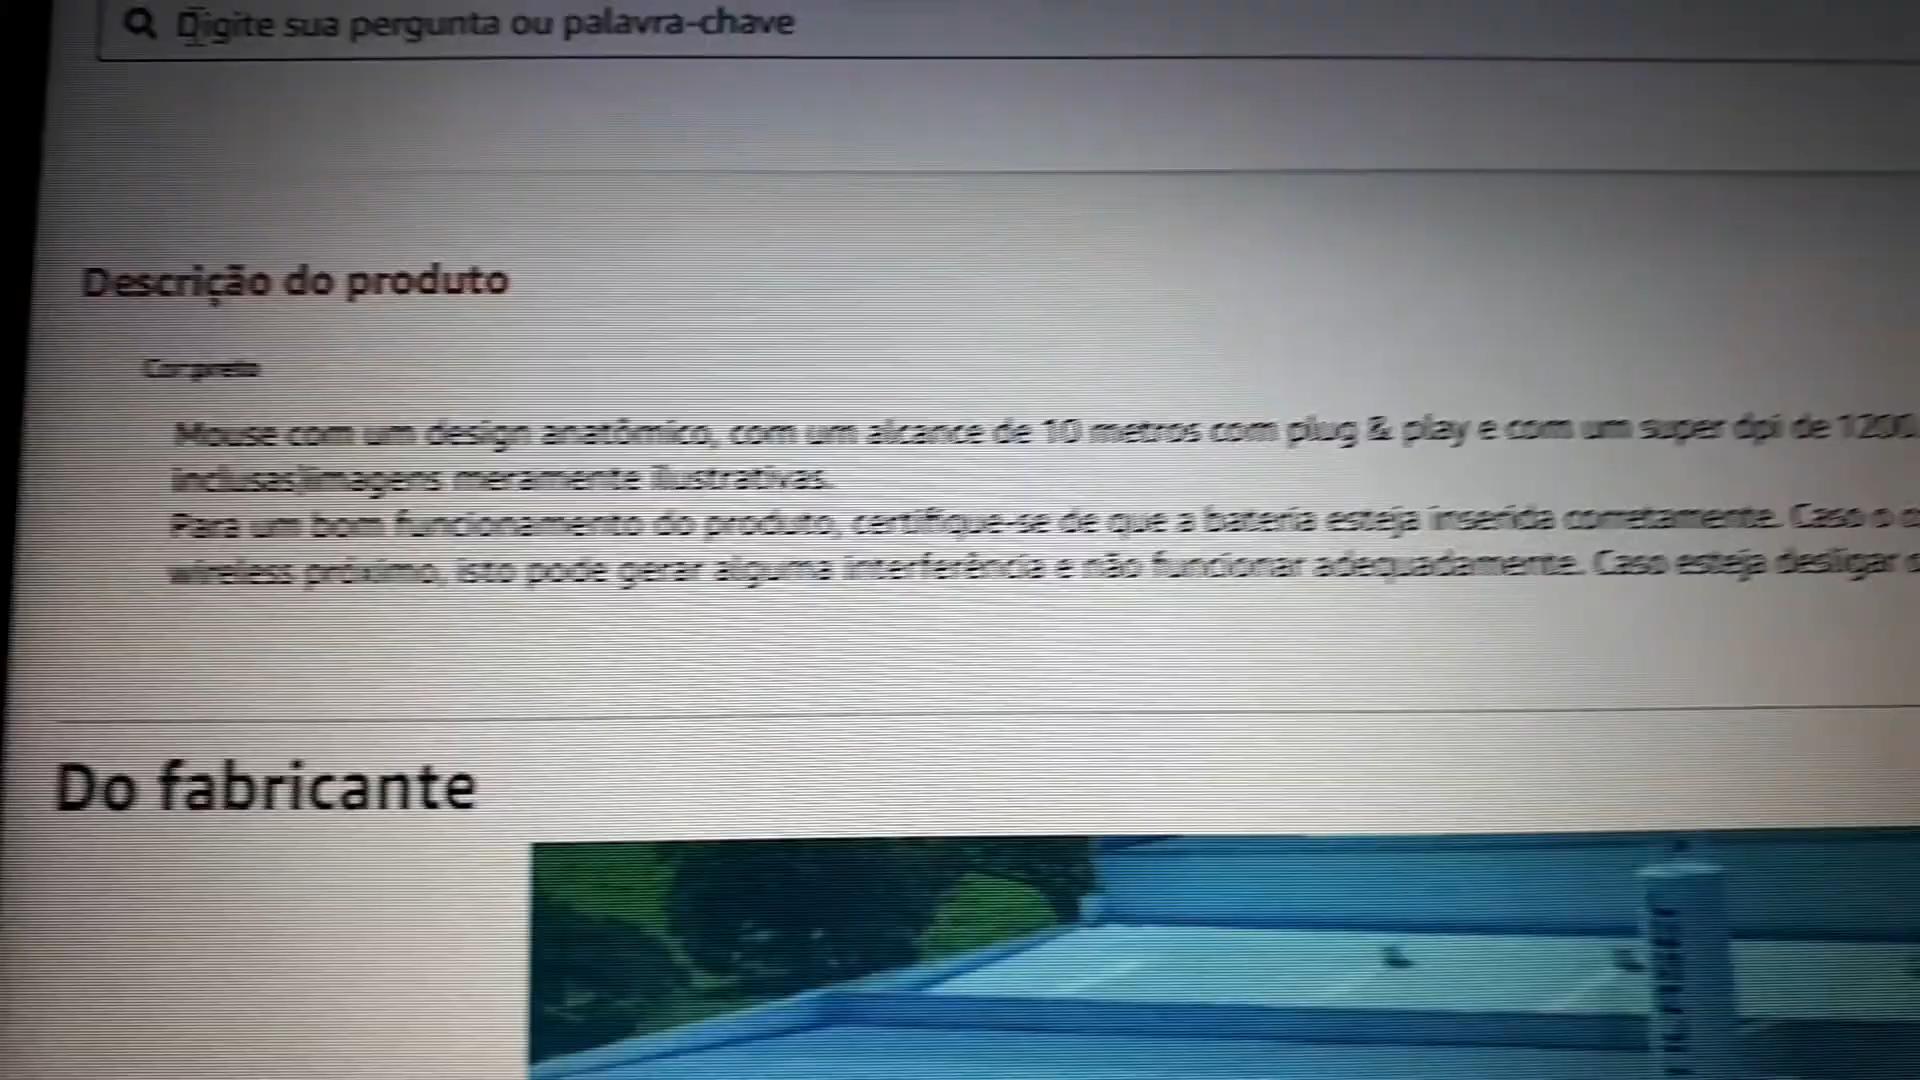 Digite sua pergunta ou palavra-chave
Descrição do produto
Cor:preto
Mouse com um design anatômico, com um alcance de 10 metros com plug & play e com um super dpi de 1200.
inclusas)Imagens meramente ilustrativas.
Para um bom funcionamento do produto, certifique-se de que a bateria esteja inserida corretamente. Caso o
wireless próximo, isto pode gerar alguma interferência e não funcionar adequadamente. Caso esteja desligar
Do fabricante